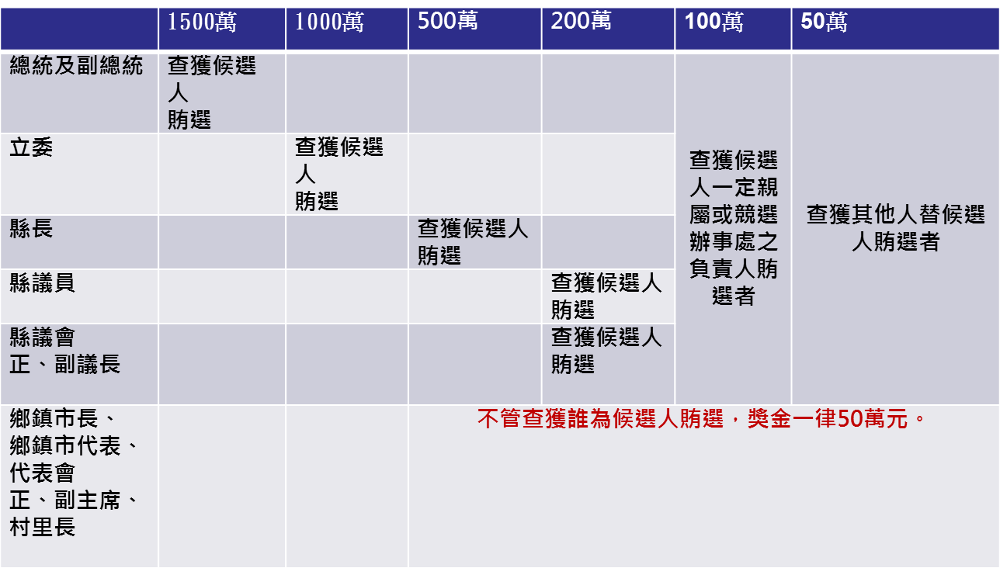 1500萬 1000萬 500萬 200萬 100萬 50萬
總統及副總統
查獲候選
人
賄選
立委
查獲候選
人
賄選
縣長
查獲候選人
賄選
縣議員
查獲候選人
賄選
縣議會
正、副議長
查獲候選人
賄選
查獲候選
人一定親
屬或競選
辦事處之
負責人賄
選者
查獲其他人替候選
人賄選者
鄉鎮市長、
鄉鎮市代表、
代表會
正、副主席、
村里長
不管查獲誰為候選人賄選，獎金一律50萬元。